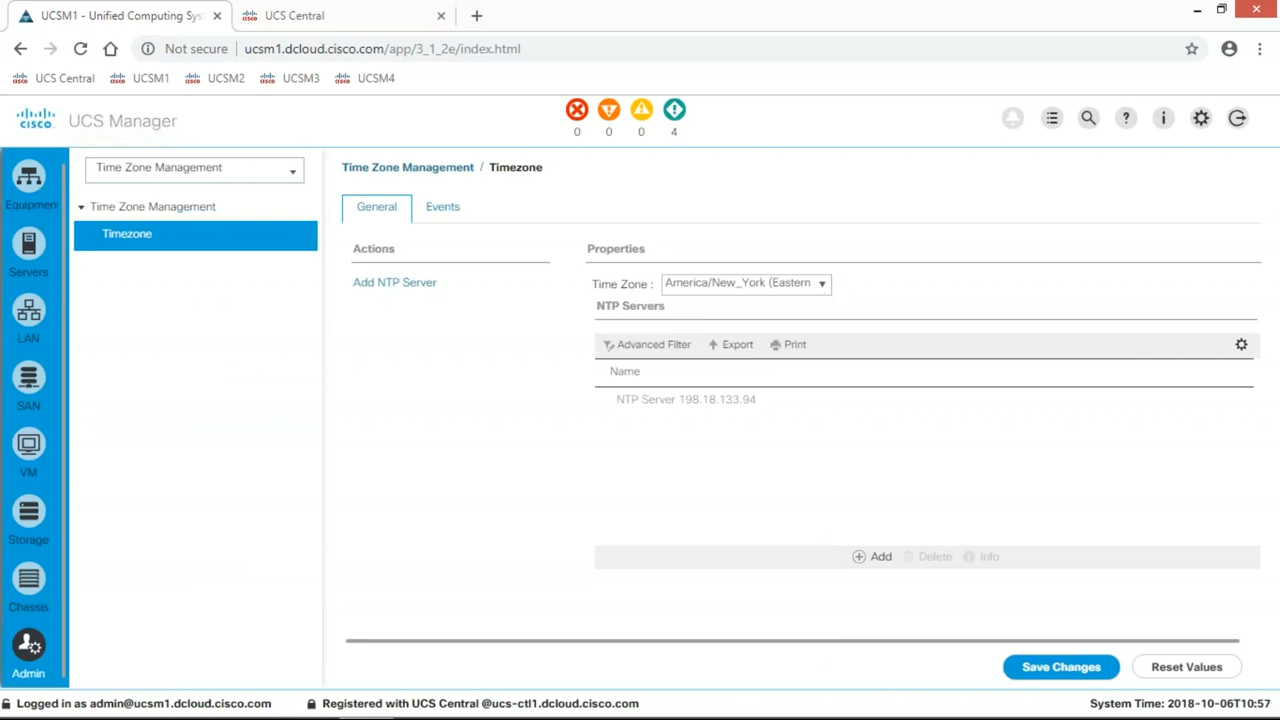 UCSM1 - Unified Computing Sys
UCS Central
Not secure
ucsm1.dcloud.cisco.com/app/3_1_2e/index.html
UCS Central
UCSM1
UCSM2
UCSM3
UCSM4
cisco
UCS Manager
0
0
0
4
Equipment
Servers
LAN
SAN
VM
Storage
Chassis
Admin
Time Zone Management
Time Zone Management
Timezone
Time Zone Management / Timezone
General
Events
Actions
Add NTP Server
Properties
Time Zone : America/New_York (Eastern
NTP Servers
Advanced Filter
Export
Print
Name
NTP Server 198.18.133.94
Add
Delete
Info
Save Changes
Reset Values
Logged in as admin@ucsm1.dcloud.cisco.com
Registered with UCS Central @ucs-ctl1.dcloud.cisco.com
System Time: 2018-10-06T10:57